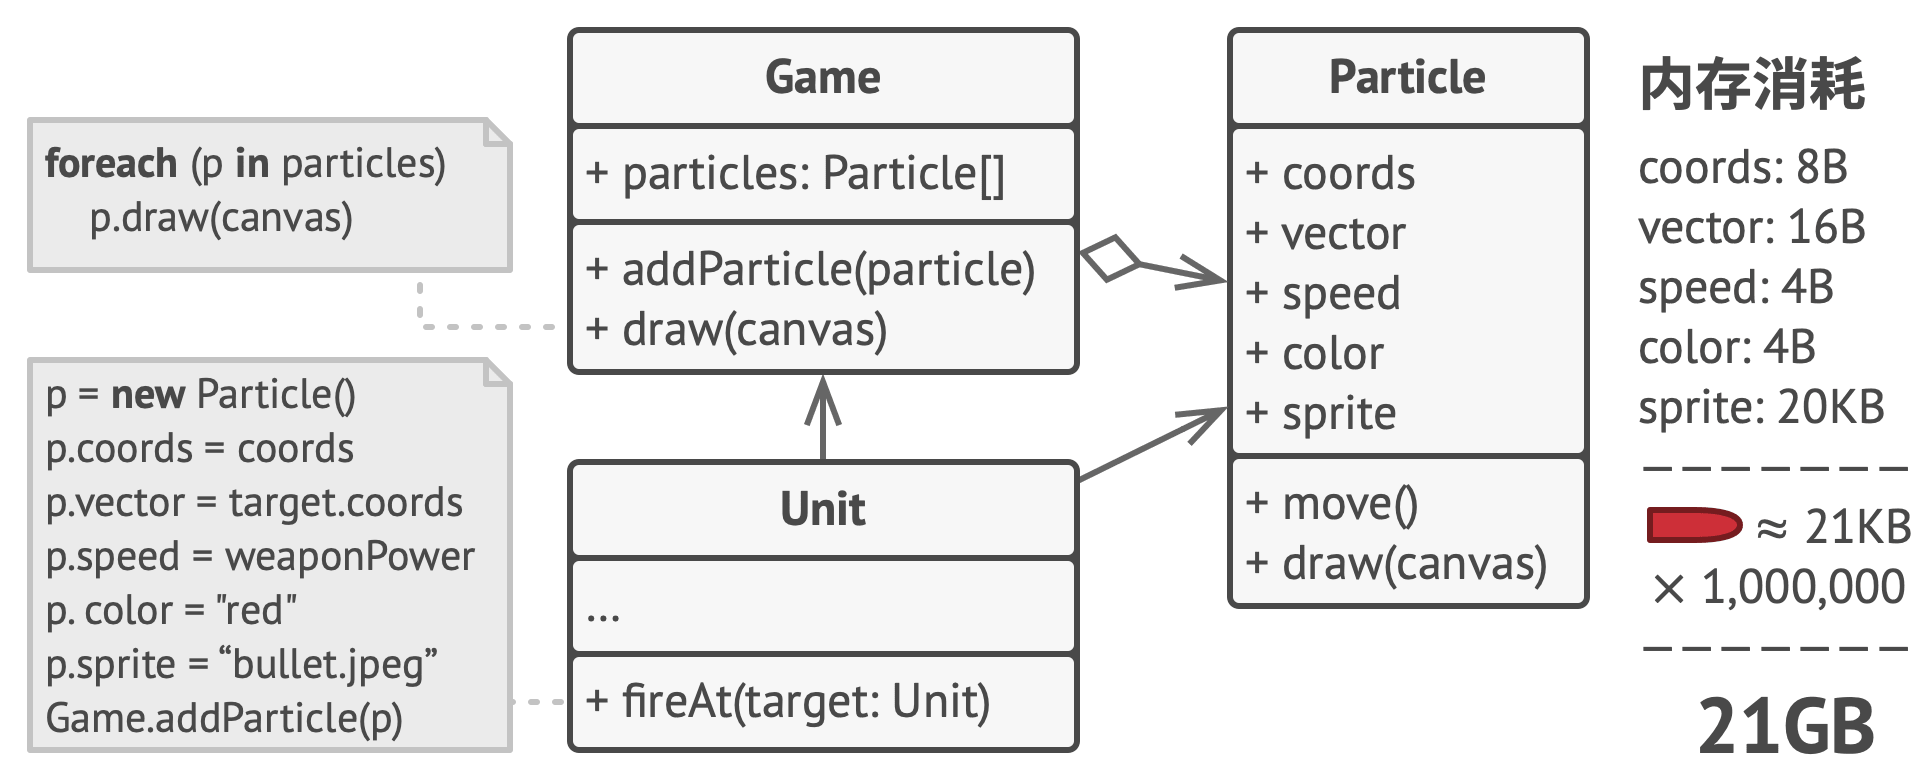 foreach (p in particles)
p.draw(canvas)
p = new Particle()
p.coords = coords
p.vector = target.coords
p.speed = weaponPower
p. color = "red"
p.sprite = “bullet.jpeg”
Game.addParticle(p)
Game
+ particles: Particle[]
+ addParticle(particle)
+ draw(canvas)
Unit
...
+ fireAt(target: Unit)
Particle
+ coords
+ vector
+ speed
+ color
+ sprite
+ move()
+ draw(canvas)
内存消耗
coords: 8B
vector: 16B
speed: 4B
color: 4B
sprite: 20KB
≈ 21KB
× 1,000,000
21GB